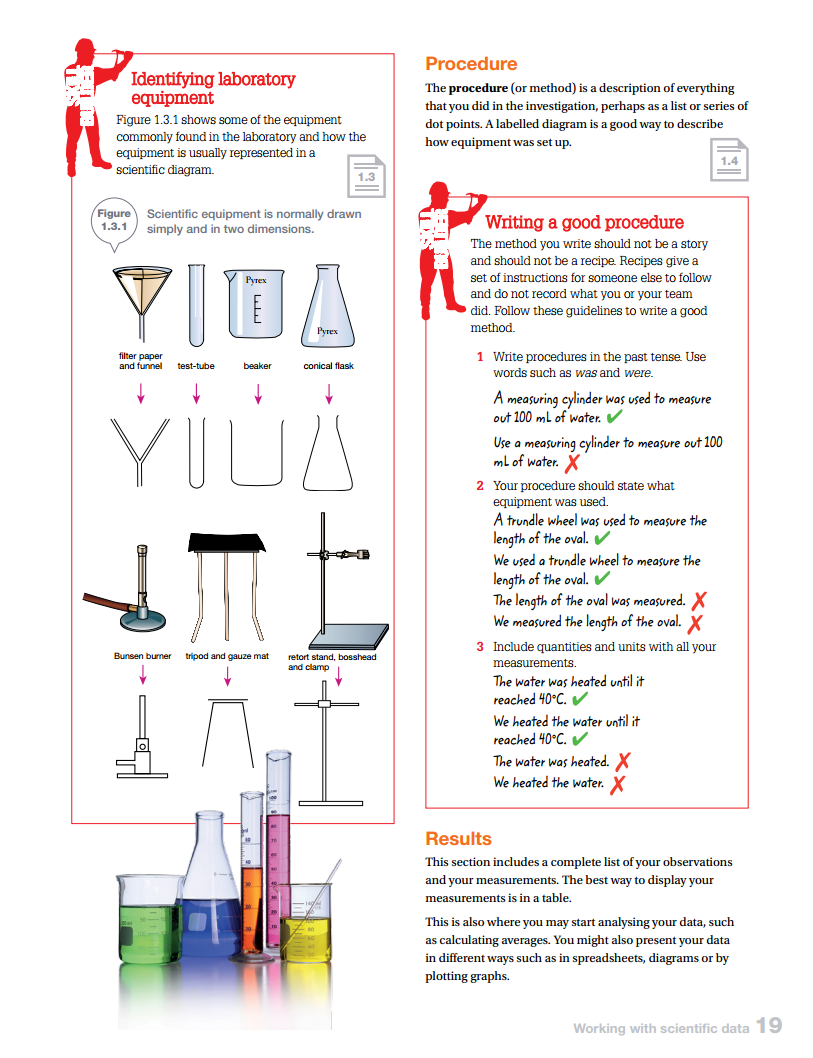 Identifying laboratory
equipment
Figure 1.3.1 shows some of the equipment
commonly found in the laboratory and how the
equipment is usually represented in a
scientific diagram.
1.3
Figure
1.3.1
Scientific equipment is normally drawn
simply and in two dimensions.
Pyrex
Pyrex
filter paper
and funnel
test-tube
beaker
conical flask
Bunsen burner
tripod and gauze mat
retort stand, bosshead
and clamp
Procedure
The procedure (or method) is a description of everything
that you did in the investigation, perhaps as a list or series of
dot points. A labelled diagram is a good way to describe
how equipment was set up.
1.4
Writing a good procedure
The method you write should not be a story
and should not be a recipe. Recipes give a
set of instructions for someone else to follow
and do not record what you or your team
did. Follow these guidelines to write a good
method.
1 Write procedures in the past tense. Use
words such as was and were.
A measuring cylinder was used to measure
out 100 mL of water. ✔
Use a measuring cylinder to measure out 100
mL of water. ✗
2 Your procedure should state what
equipment was used.
A trundle wheel was used to measure the
length of the oval. ✔
We used a trundle wheel to measure the
length of the oval. ✔
The length of the oval was measured. ✗
We measured the length of the oval. ✗
3 Include quantities and units with all your
measurements.
The water was heated until it
reached 40°C. ✔
We heated the water until it
reached 40°C. ✔
The water was heated. ✗
We heated the water. ✗
Results
This section includes a complete list of your observations
and your measurements. The best way to display your
measurements is in a table.
This is also where you may start analysing your data, such
as calculating averages. You might also present your data
in different ways such as in spreadsheets, diagrams or by
plotting graphs.
Working with scientific data 19